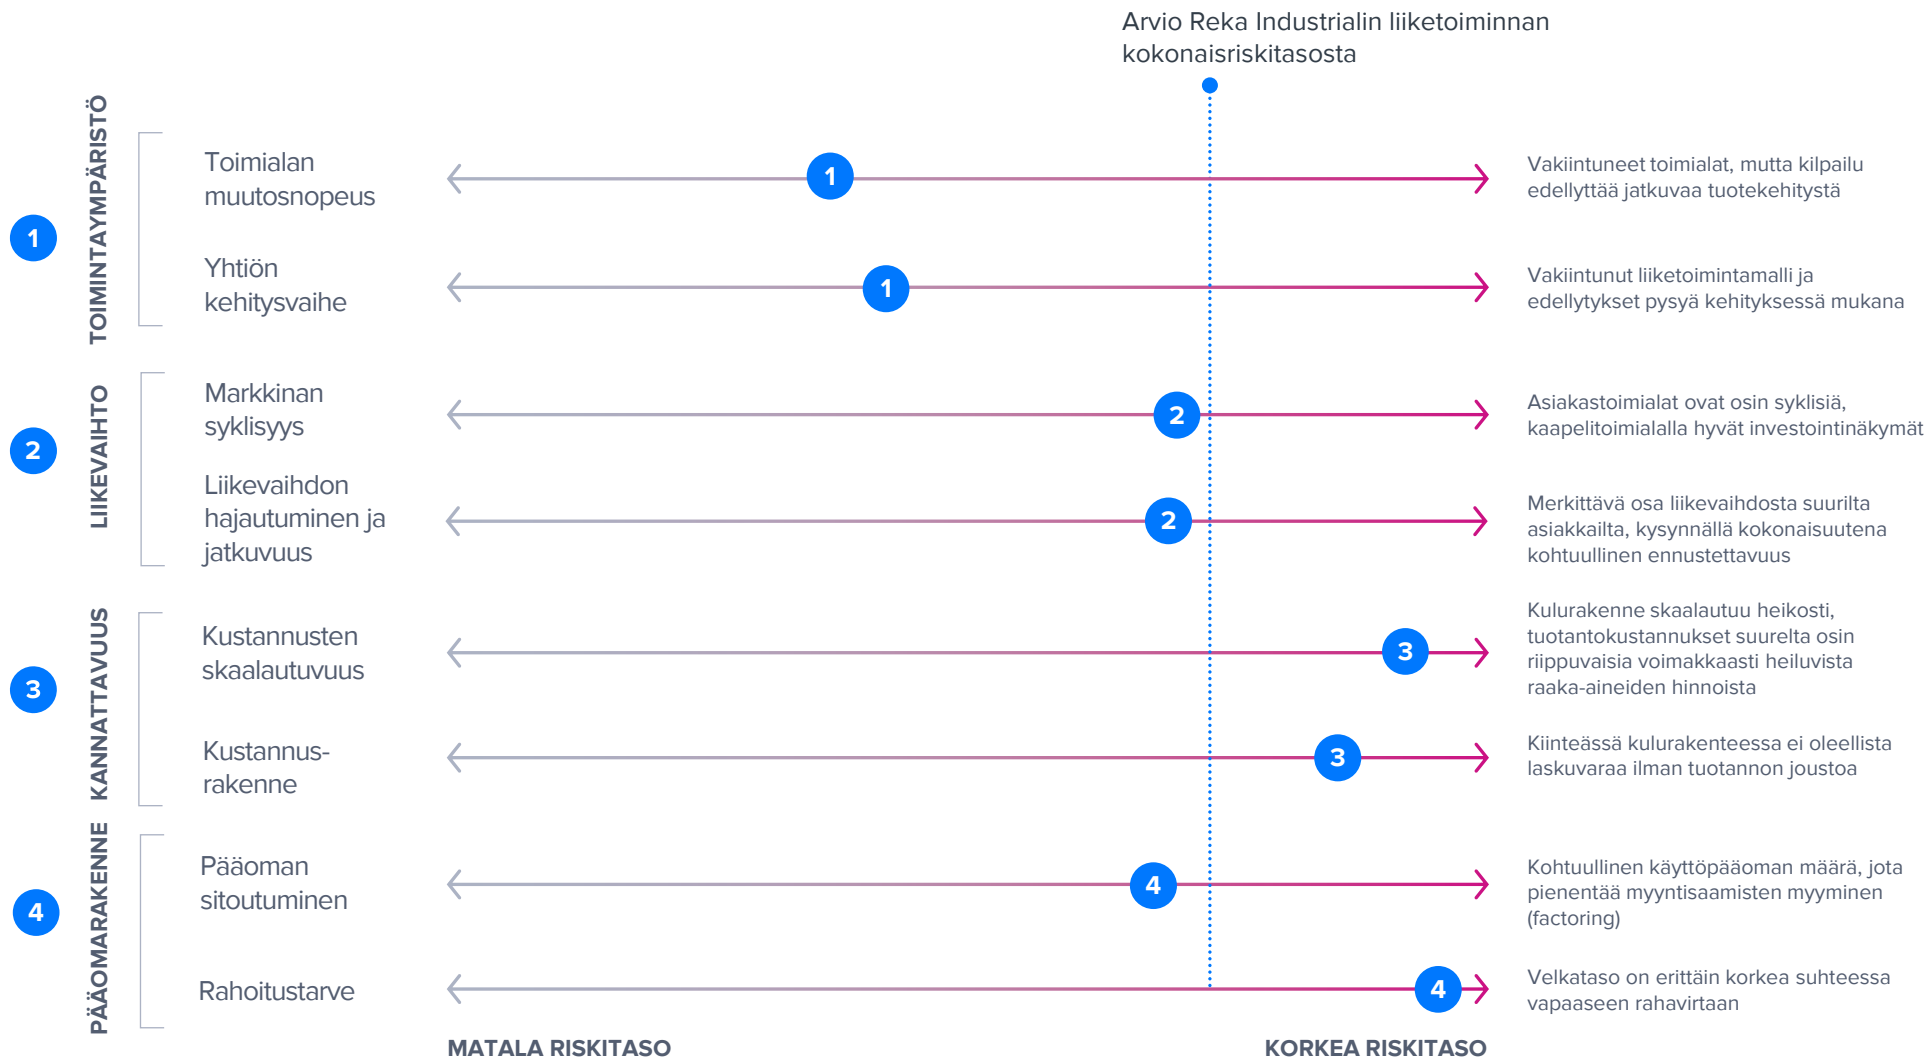 Arvio Reka Industrialin liiketoiminnan
kokonaisriskitasosta
1
TOIMINTAYMPÄRISTÖ
Toimialan
muutosnopeus
1
Vakiintuneet toimialat, mutta kilpailu
edellyttää jatkuvaa tuotekehitystä
Yhtiön
kehitysvaihe
1
Vakiintunut liiketoimintamalli ja
edellytykset pysyä kehityksessä mukana
2
LIIKEVAIHTO
Markkinan
syklisyys
2
Asiakastoimialat ovat osin syklisiä,
kaapelitoimialalla hyvät investointinäkymät
Liikevaihdon
hajautuminen ja
jatkuvuus
2
Merkittävä osa liikevaihdosta suurilta
asiakkailta, kysynnällä kokonaisuutena
kohtuullinen ennustettavuus
3
KANNATTAVUUS
Kustannusten
skaalautuvuus
3
Kulurakenne skaalautuu heikosti,
tuotantokustannukset suurelta osin
riippuvaisia voimakkaasti heiluvista
raaka-aineiden hinnoista
Kustannus-
rakenne
3
Kiinteässä kulurakenteessa ei oleellista
laskuvaraa ilman tuotannon joustoa
4
PÄÄOMARAKENNE
Pääoman
sitoutuminen
4
Kohtuullinen käyttöpääoman määrä, jota
pienentää myyntisaamisten myyminen
(factoring)
Rahoitustarve
4
Velkataso on erittäin korkea suhteessa
vapaaseen rahavirtaan
MATALA RISKITASO
KORKEA RISKITASO